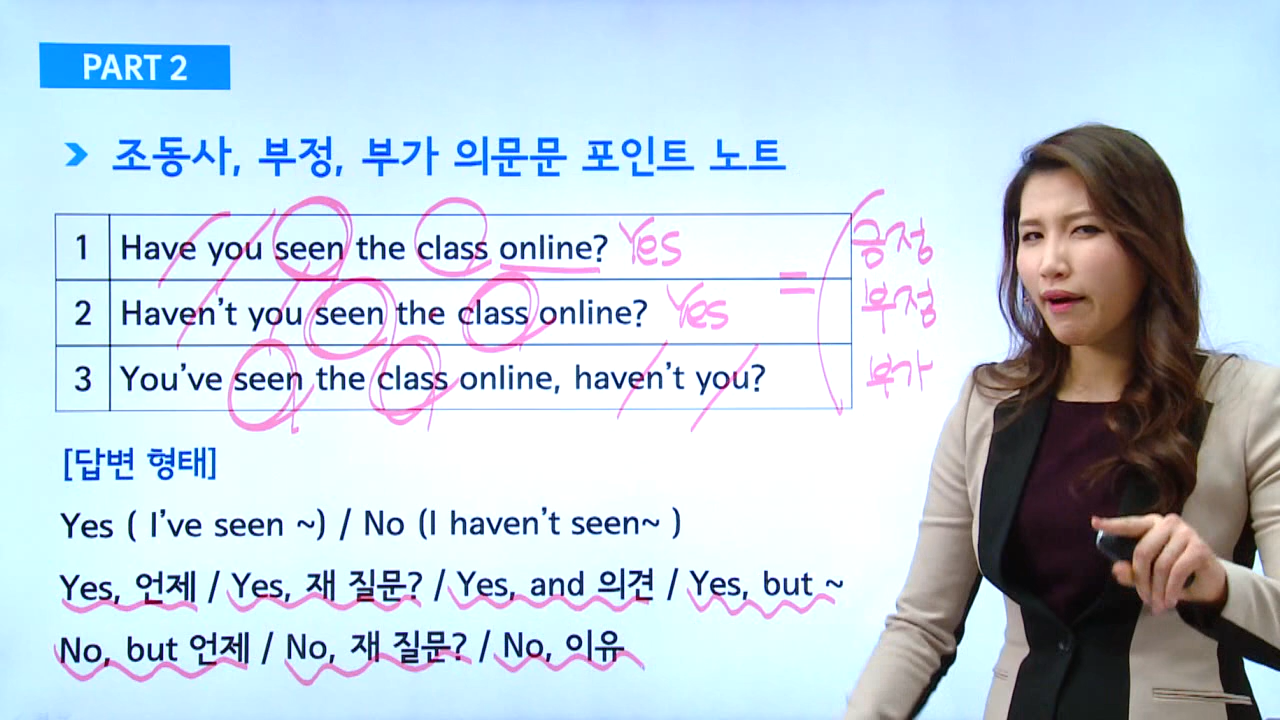 PART 2
조동사, 부정, 부가 의문문 포인트 노트
1 Have you seen the class online? Yes = 긍정
2 Haven't you seen the class online? Yes 부정
3 You've seen the class online, haven't you? 부가
[답변 형태]
Yes ( I've seen ~) / No (I haven't seen~ )
Yes, 언제 / Yes, 재 질문? / Yes, and 의견 / Yes, but ~
No, but 언제 / No, 재 질문? / No, 이유